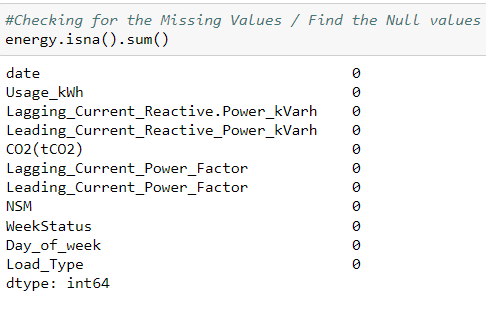 #Checking for the Missing Values / Find the Null values
energy.isna().sum()
date 0
Usage_kWh 0
Lagging_Current_Reactive.Power_kVarh 0
Leading_Current_Reactive_Power_kVarh 0
CO2(tCO2) 0
Lagging_Current_Power_Factor 0
Leading_Current_Power_Factor 0
NSM 0
WeekStatus 0
Day_of_week 0
Load_Type 0
dtype: int64